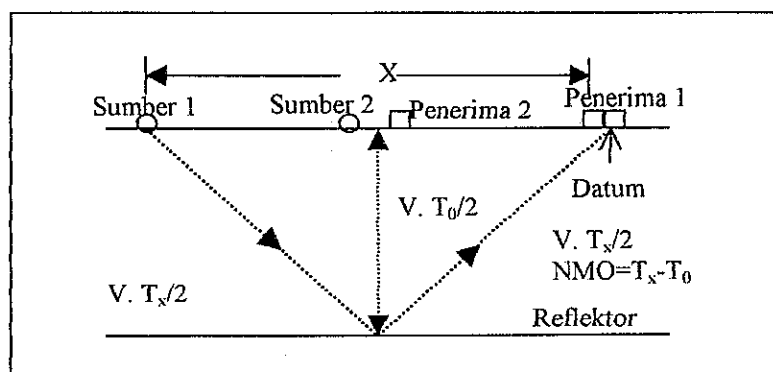 X
Sumber 1
Sumber 2
Penerima 2
Penerima 1
Datum
V. T₀/2
V. Tₓ/2
NMO=Tₓ-T₀
V. Tₓ/2
Reflektor